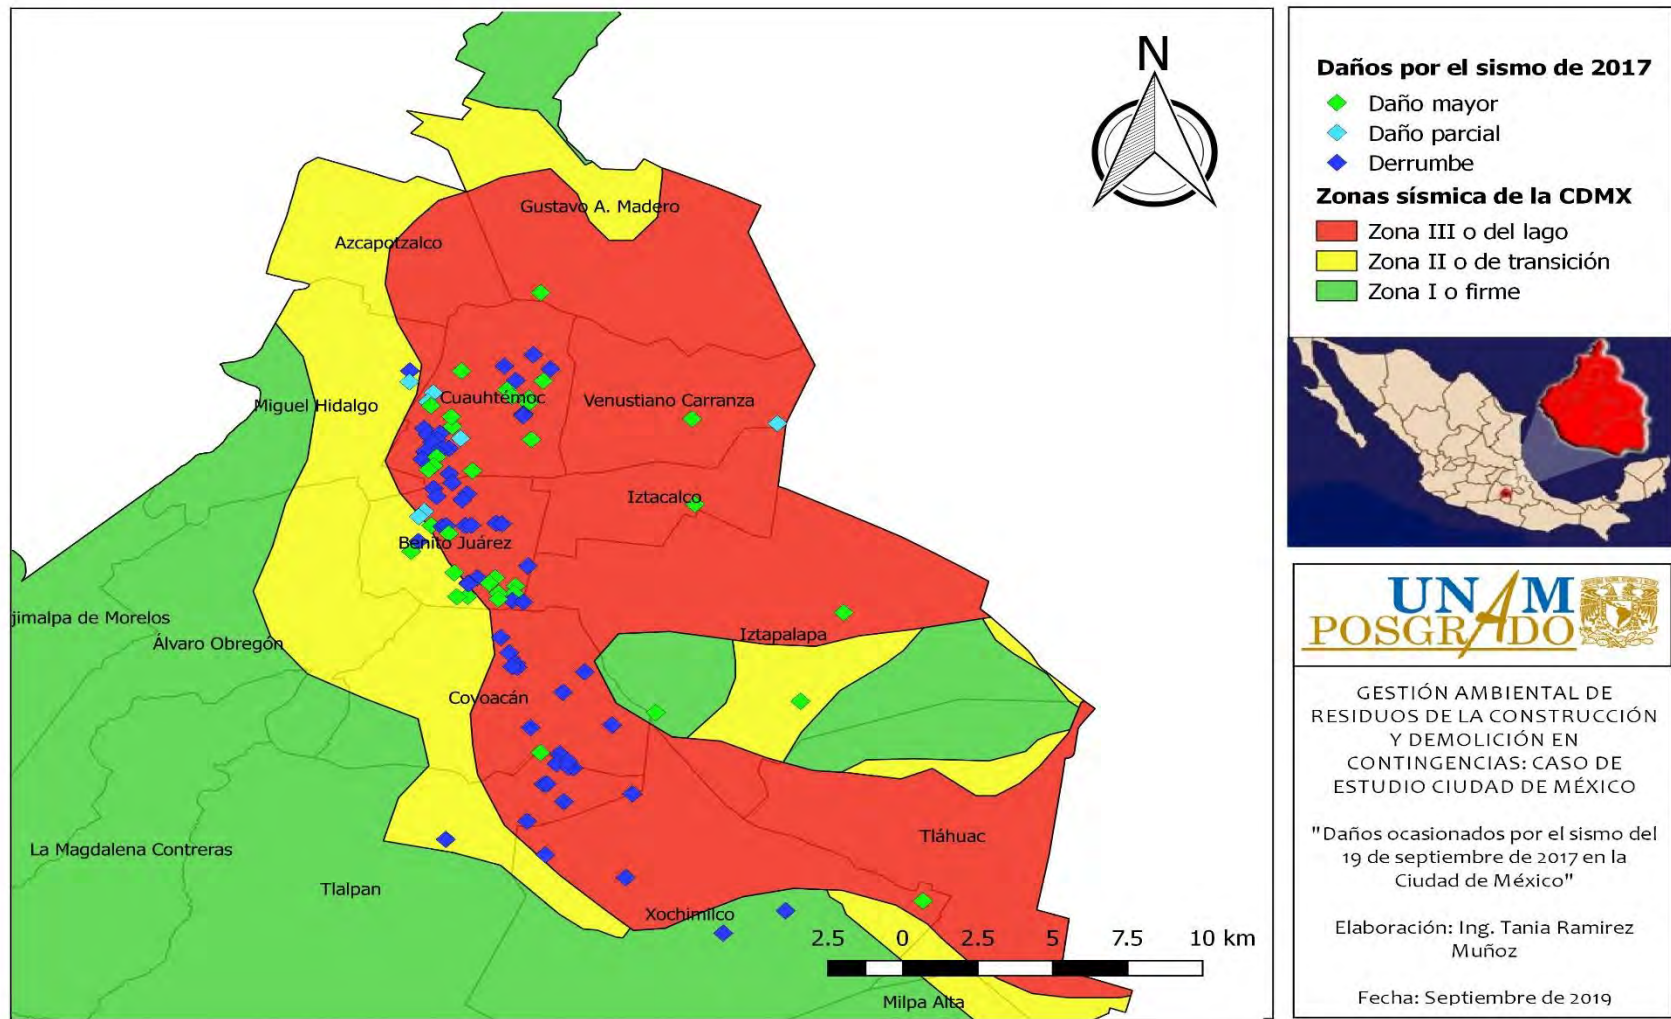 N
Gustavo A. Madero
Azcapotzalco
Cuauhtémoc
Venustiano Carranza
Miguel Hidalgo
Iztacalco
Benito Juárez
jimalpa de Morelos
Álvaro Obregón
Iztapalapa
Coyoacán
La Magdalena Contreras
Tláhuac
Tlalpan
Xochimilco
2.5 0 2.5 5 7.5 10 km
Milpa Alta
Daños por el sismo de 2017
Daño mayor
Daño parcial
Derrumbe
Zonas sísmica de la CDMX
Zona III o del lago
Zona II o de transición
Zona I o firme
UNAM
POSGRADO
GESTIÓN AMBIENTAL DE
RESIDUOS DE LA CONSTRUCCIÓN
Y DEMOLICIÓN EN
CONTINGENCIAS: CASO DE
ESTUDIO CIUDAD DE MÉXICO
"Daños ocasionados por el sismo del
19 de septiembre de 2017 en la
Ciudad de México"
Elaboración: Ing. Tania Ramirez
Muñoz
Fecha: Septiembre de 2019